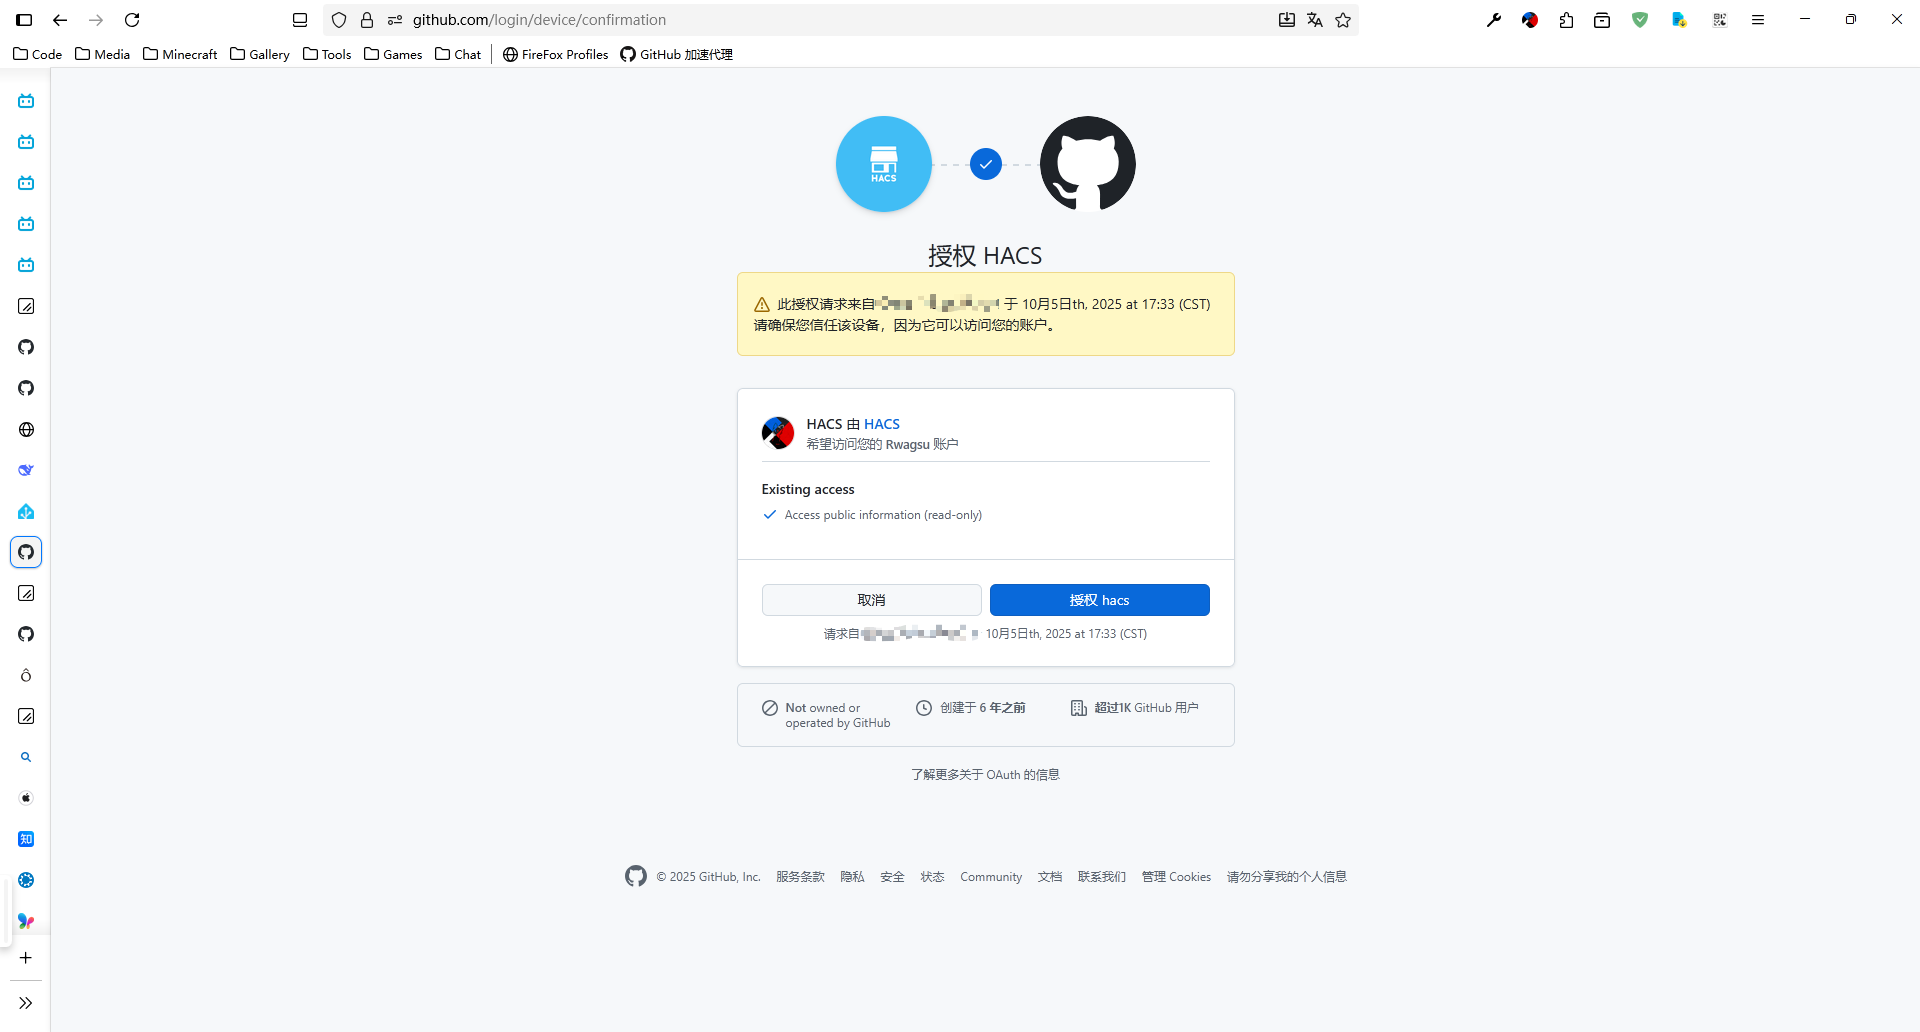 github.com/login/device/confirmation
Code Media Minecraft Gallery Tools Games Chat FireFox Profiles GitHub 加速代理
HACS
授权 HACS
此授权请求来自 于 10月5日th, 2025 at 17:33 (CST)
请确保您信任该设备，因为它可以访问您的账户。
HACS 由 HACS
希望访问您的 Rwagsu 账户
Existing access
Access public information (read-only)
取消 授权 hacs
请求自 10月5日th, 2025 at 17:33 (CST)
Not owned or
operated by GitHub
创建于 6 年之前
超过1K GitHub 用户
了解更多关于 OAuth 的信息
知
© 2025 GitHub, Inc. 服务条款 隐私 安全 状态 Community 文档 联系我们 管理 Cookies 请勿分享我的个人信息